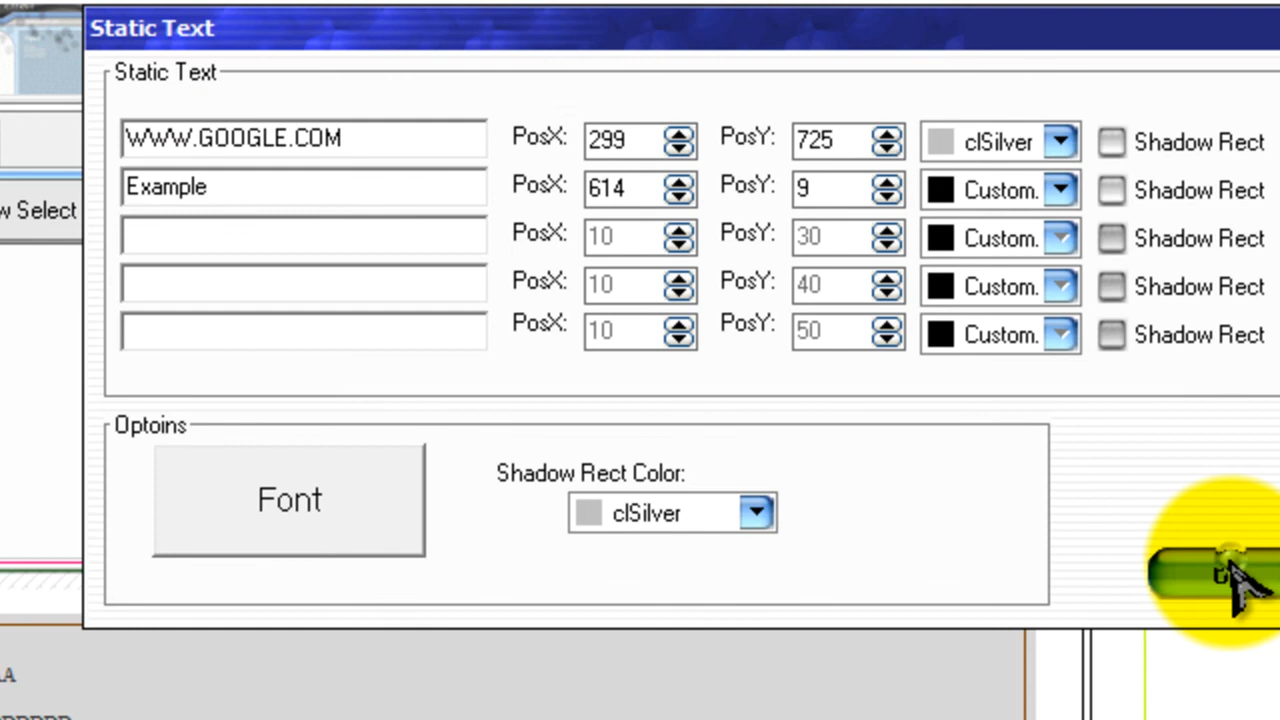 Static Text
Static Text
WWW.GOOGLE.COM PosX: 299 PosY: 725 clSilver Shadow Rect
Example PosX: 614 PosY: 9 Custom. Shadow Rect
w Select
PosX: 10 PosY: 30 Custom. Shadow Rect
PosX: 10 PosY: 40 Custom. Shadow Rect
PosX: 10 PosY: 50 Custom. Shadow Rect
Optoins
Font
Shadow Rect Color:
clSilver